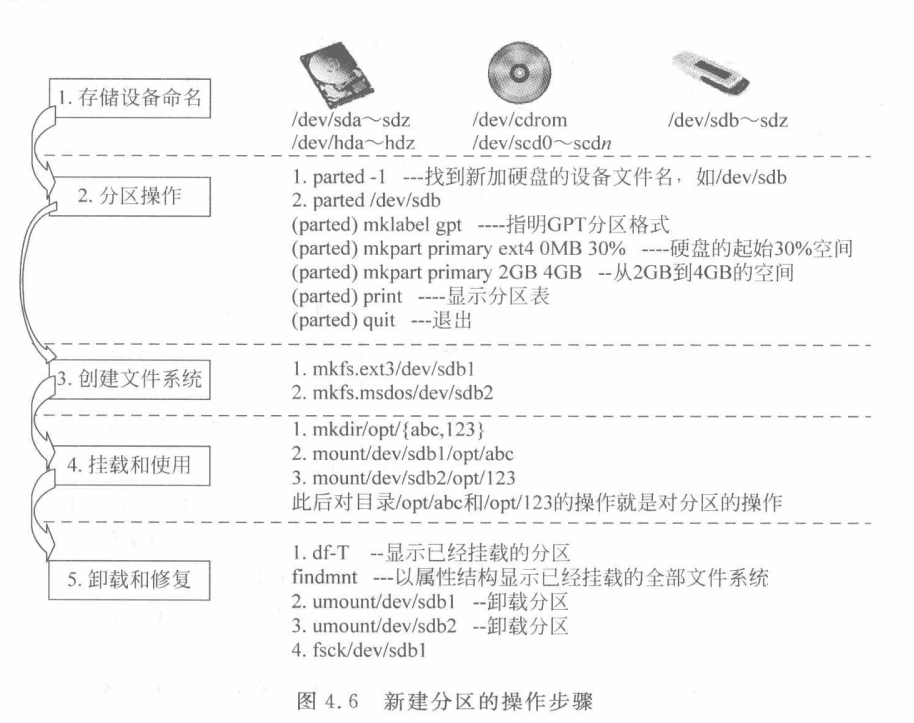 1. 存储设备命名
/dev/sda～sdz
/dev/hda～hdz
/dev/cdrom
/dev/scd0～scdn
/dev/sdb～sdz
2. 分区操作
1. parted -1 ---找到新加硬盘的设备文件名，如/dev/sdb
2. parted /dev/sdb
(parted) mklabel gpt ----指明GPT分区格式
(parted) mkpart primary ext4 0MB 30% ----硬盘的起始30%空间
(parted) mkpart primary 2GB 4GB --从2GB到4GB的空间
(parted) print ----显示分区表
(parted) quit ---退出
3. 创建文件系统
1. mkfs.ext3/dev/sdb1
2. mkfs.msdos/dev/sdb2
4. 挂载和使用
1. mkdir/opt/{abc,123}
2. mount/dev/sdb1/opt/abc
3. mount/dev/sdb2/opt/123
此后对目录/opt/abc和/opt/123的操作就是对分区的操作
5. 卸载和修复
1. df-T --显示已经挂载的分区
findmnt ---以属性结构显示已经挂载的全部文件系统
2. umount/dev/sdb1 --卸载分区
3. umount/dev/sdb2 --卸载分区
4. fsck/dev/sdb1
图 4.6 新建分区的操作步骤